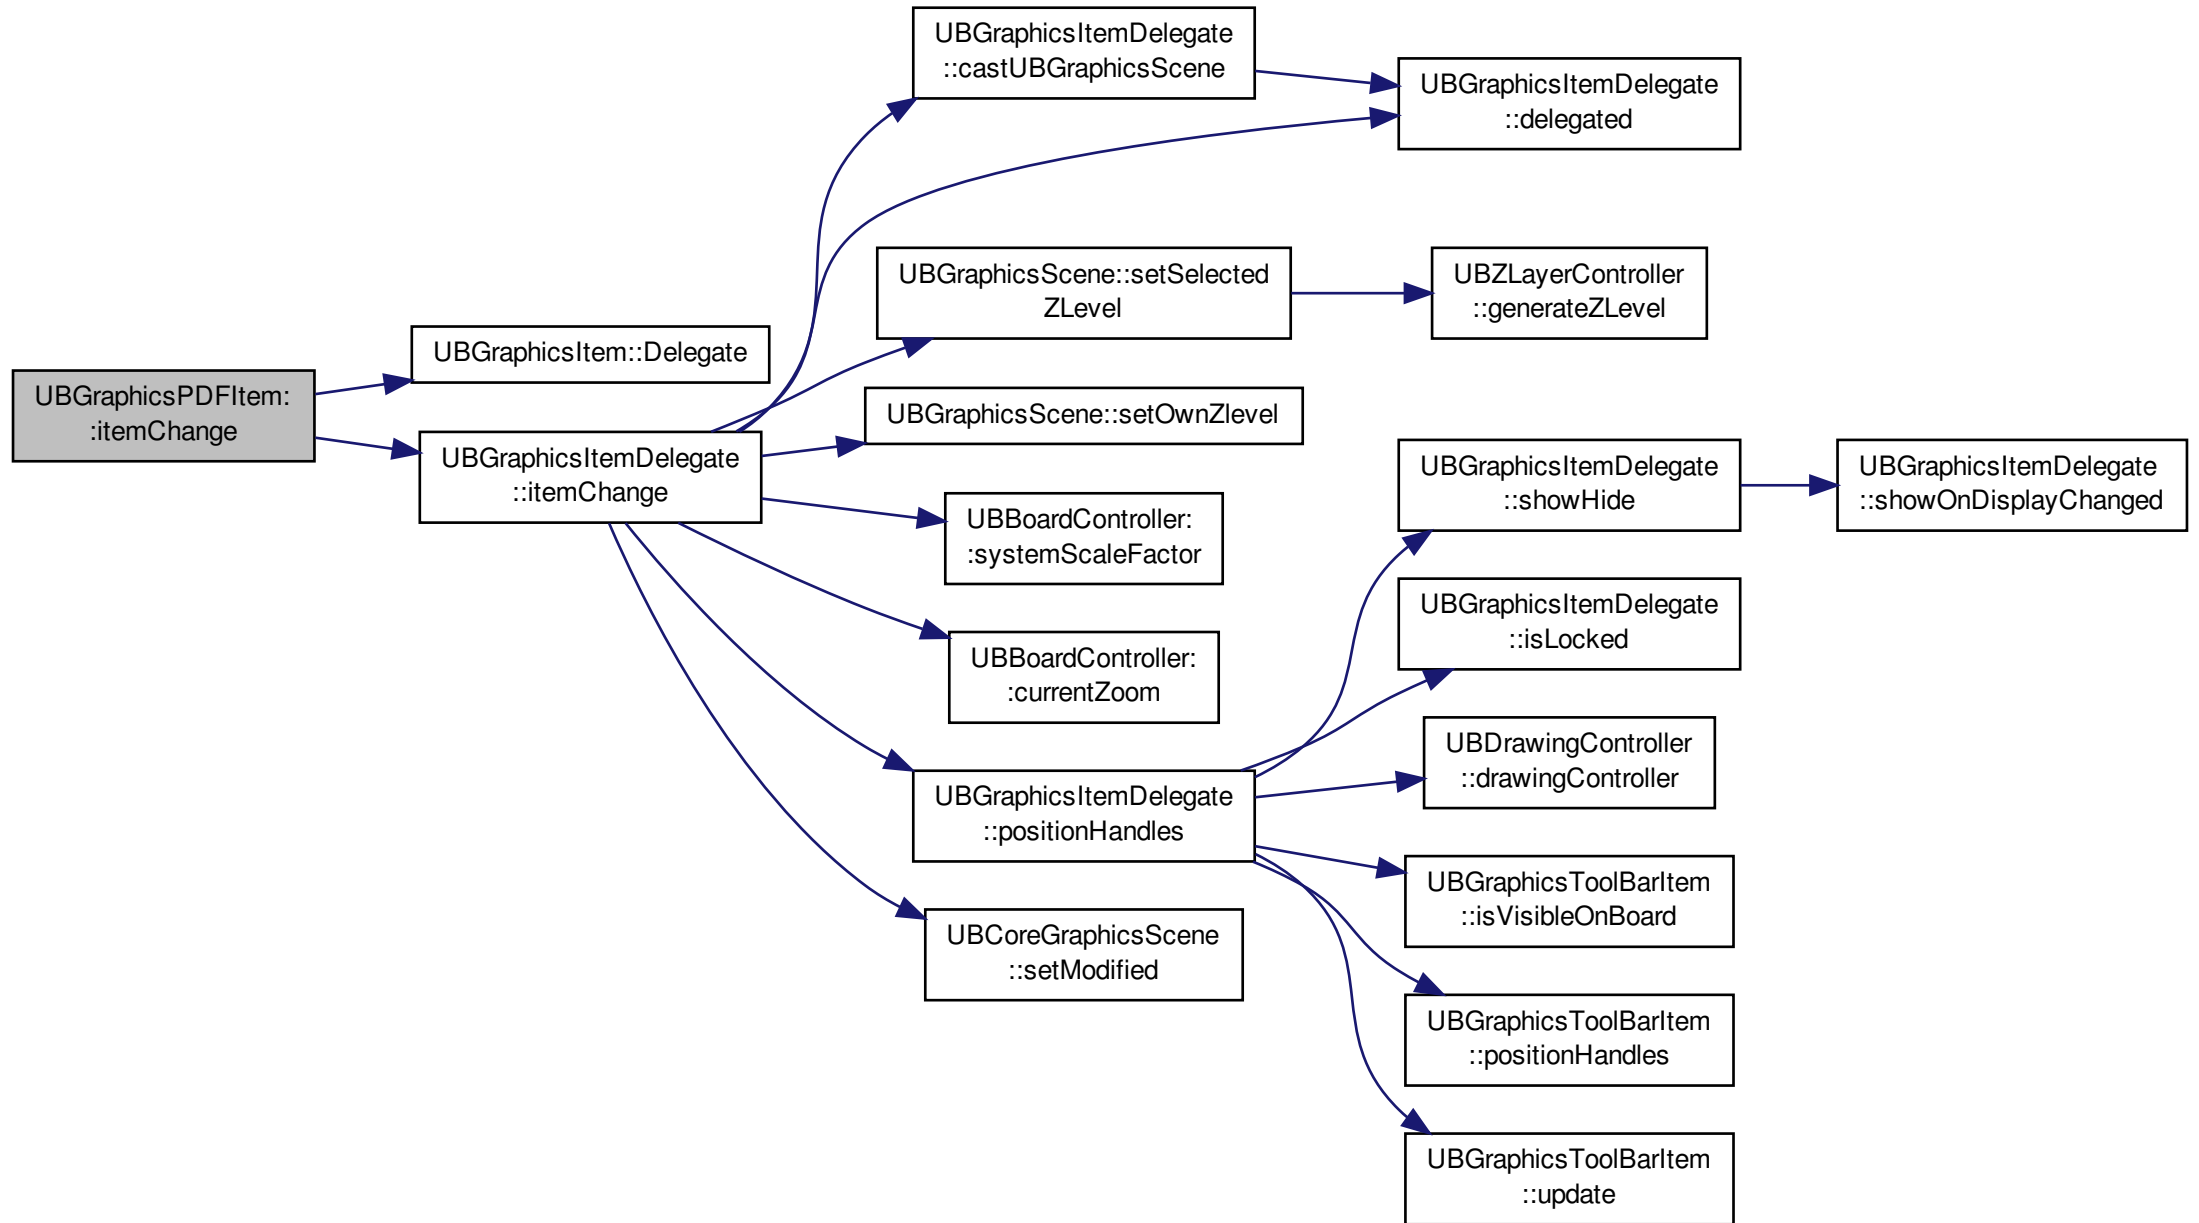 UBGraphicsPDFItem:
:itemChange
UBGraphicsItem::Delegate
UBGraphicsItemDelegate
::itemChange
UBGraphicsItemDelegate
::castUBGraphicsScene
UBGraphicsItemDelegate
::delegated
UBGraphicsScene::setSelected
ZLevel
UBZLayerController
::generateZLevel
UBGraphicsScene::setOwnZlevel
UBBoardController:
:systemScaleFactor
UBBoardController:
:currentZoom
UBGraphicsItemDelegate
::positionHandles
UBCoreGraphicsScene
::setModified
UBGraphicsItemDelegate
::showHide
UBGraphicsItemDelegate
::showOnDisplayChanged
UBGraphicsItemDelegate
::isLocked
UBDrawingController
::drawingController
UBGraphicsToolBarItem
::isVisibleOnBoard
UBGraphicsToolBarItem
::positionHandles
UBGraphicsToolBarItem
::update